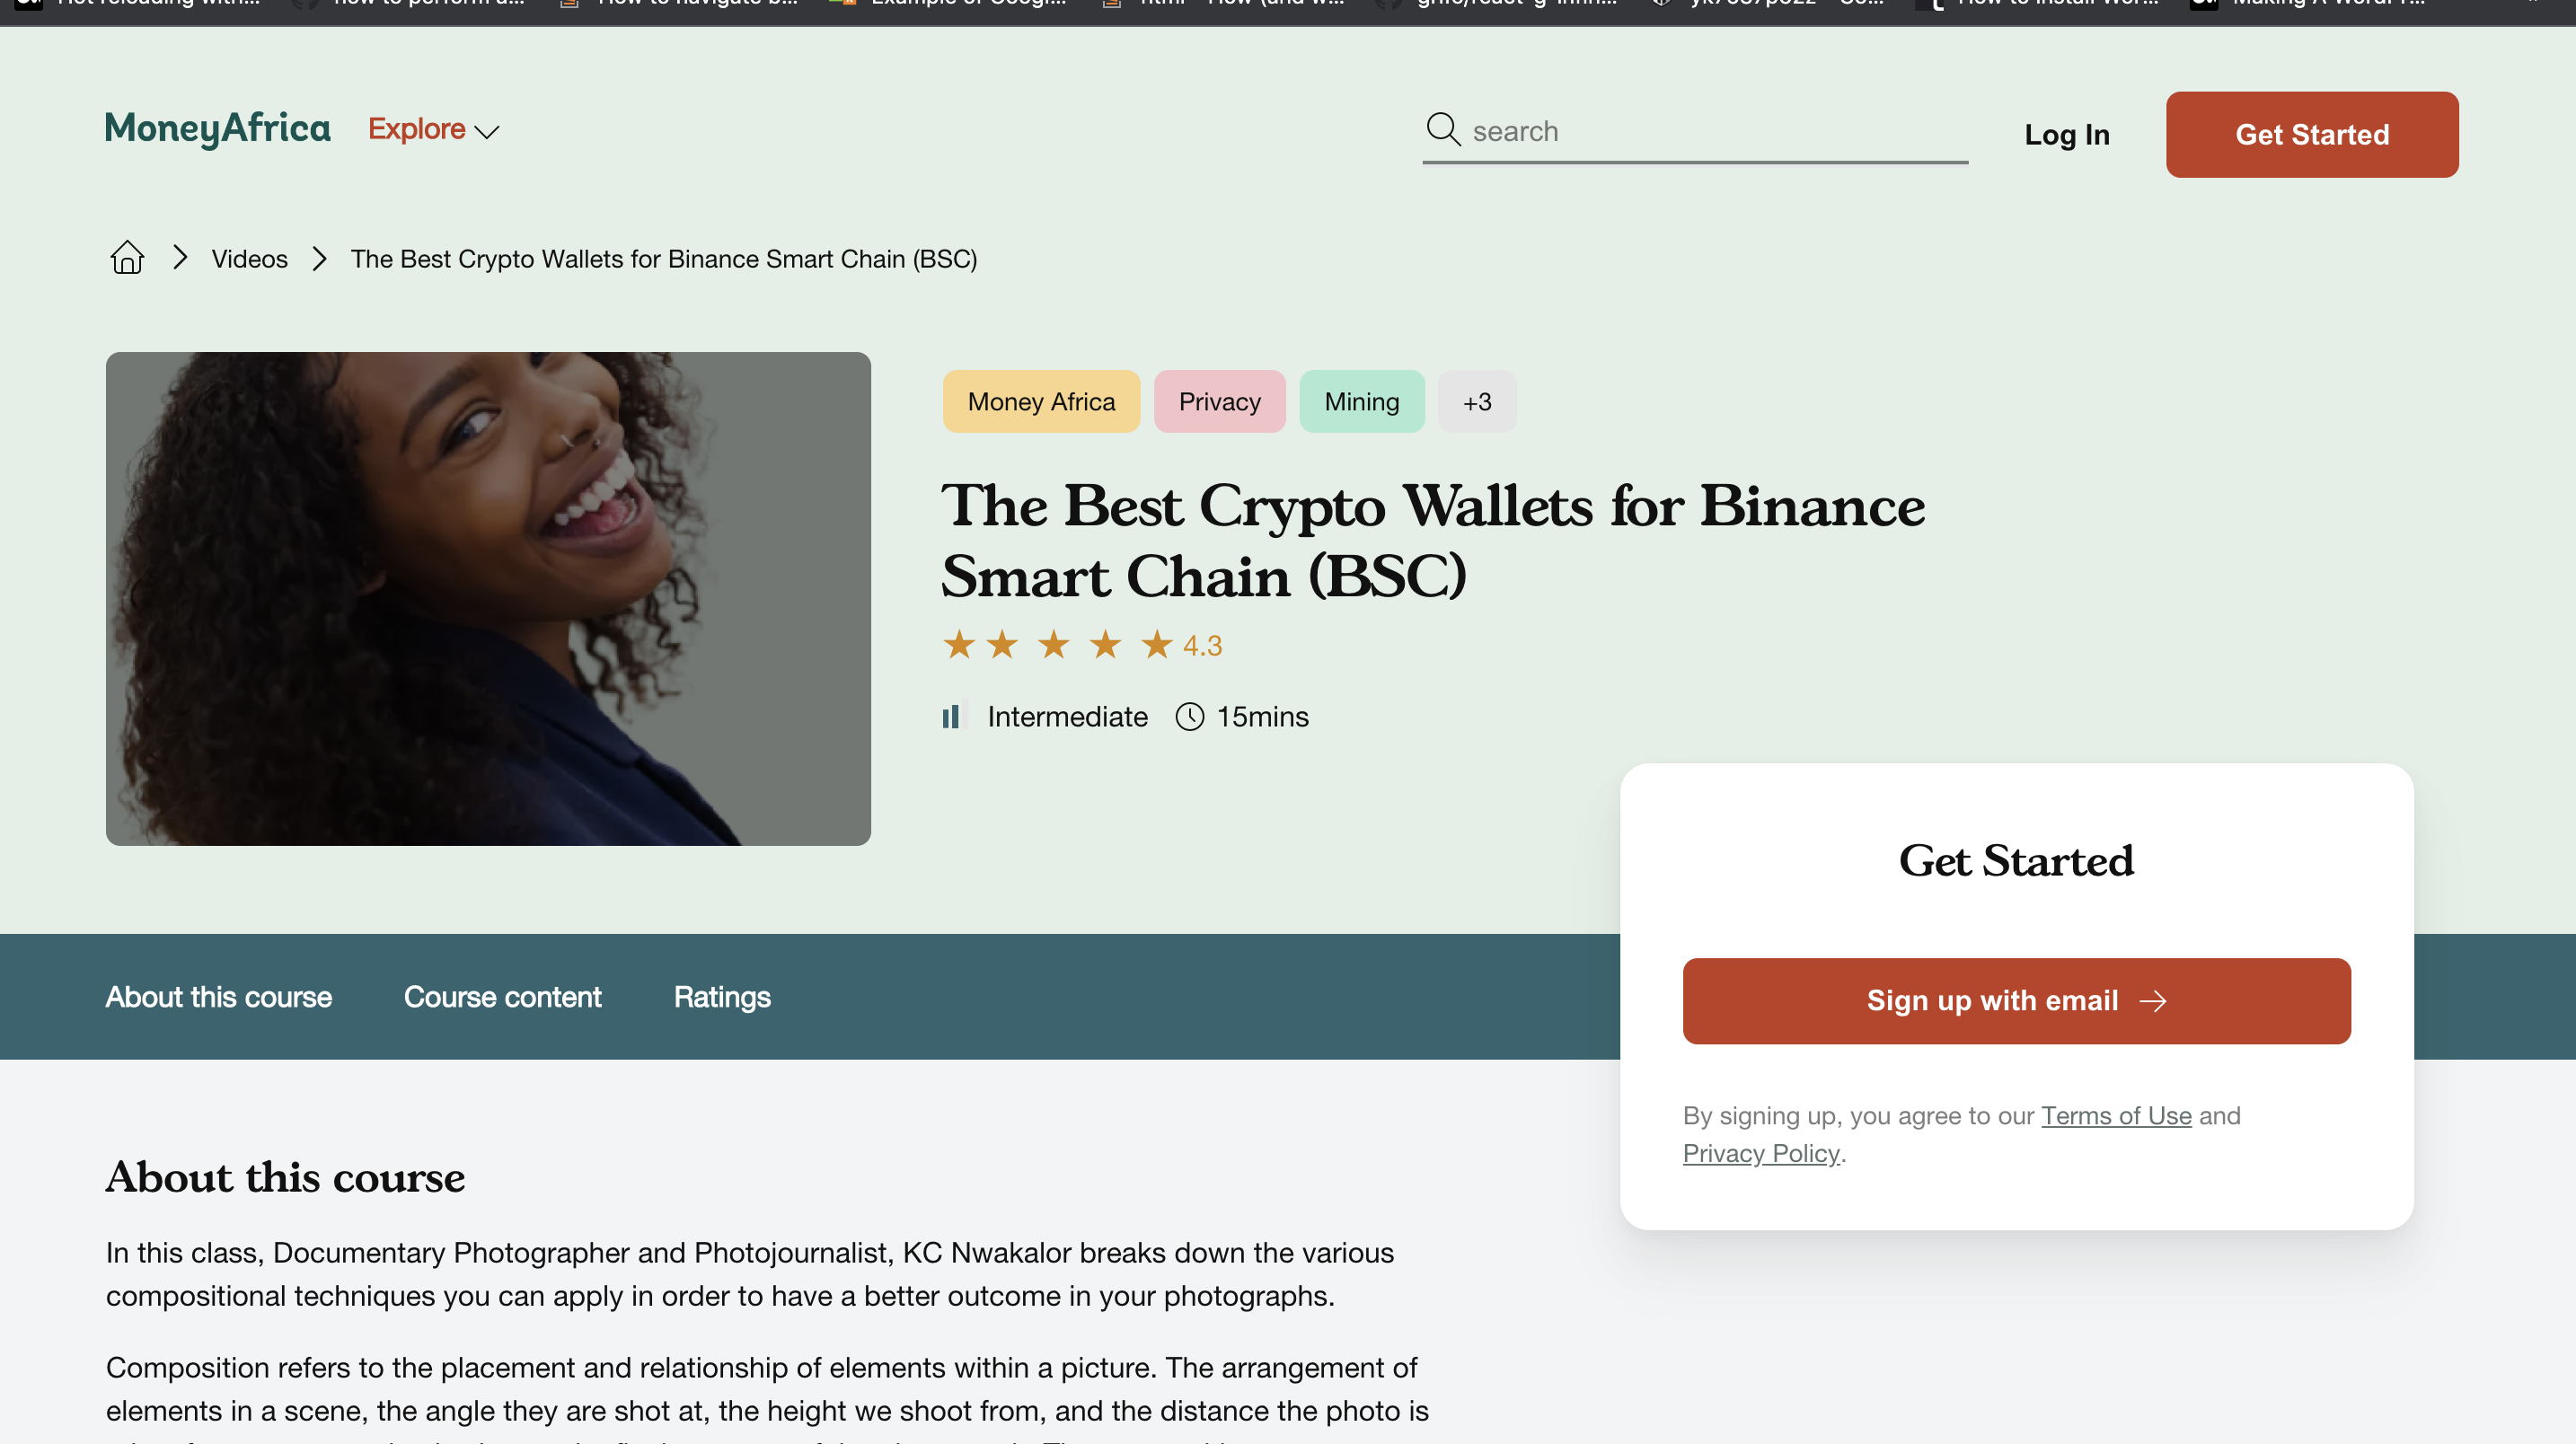 MoneyAfrica Explore search Log In Get Started
Videos The Best Crypto Wallets for Binance Smart Chain (BSC)
Money Africa Privacy Mining +3
The Best Crypto Wallets for Binance
Smart Chain (BSC)
4.3
Intermediate 15mins
Get Started
Sign up with email
By signing up, you agree to our Terms of Use and
Privacy Policy.
About this course Course content Ratings
About this course
In this class, Documentary Photographer and Photojournalist, KC Nwakalor breaks down the various
compositional techniques you can apply in order to have a better outcome in your photographs.
Composition refers to the placement and relationship of elements within a picture. The arrangement of
elements in a scene, the angle they are shot at, the height we shoot from, and the distance the photo is